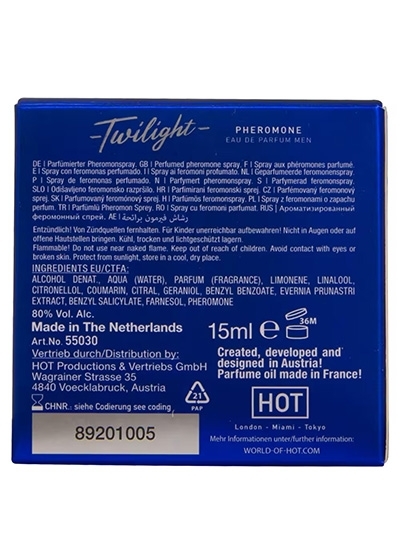 -Twilight-
PHEROMONE
EAU DE PARFUM MEN
DE | Parfümierter Pheromonspray. GB | Perfumed pheromone spray. F | Spray aux phéromones parfumé.
E | Spray con feromonas perfumado. I | Spray ai feromoni profumato. NL | Geparfumeerde feromonenspray.
P | Spray de feromonas perfumado. N | Parfymert feromonspray. S | Parfymerad feromonspray.
SLO | Odišavljeno feromonsko razpršilo. HR | Parfimirani feromonski sprej. CZ | Parfémovaný feromonový
sprej. SK | Parfumovaný feromónový sprej. H | Parfümös feromonspray. PL | Spray z feromonami zapachowy.
TR | Parfümlü Feromon Sprey. RO | Spray cu feromoni parfumat. RUS | Ароматизированный
феромонный спрей. AE | رشاش فيرمون برائحة
Entzündlich! Von Zündquellen fernhalten. Für Kinder unerreichbar aufbewahren! Nicht in Augen oder auf
offene Hautstellen bringen. Kühl, trocken und lichtgeschützt lagern.
Flammable! Do not use near naked flame. Keep out of reach of children. Avoid contact with eyes or
broken skin. Protect from sunlight, store in a cool, dry place.
INGREDIENTS EU/CTFA:
ALCOHOL DENAT., AQUA (WATER), PARFUM (FRAGRANCE), LIMONENE, LINALOOL,
CITRONELLOL, COUMARIN, CITRAL, GERANIOL, BENZYL BENZOATE, EVERNIA PRUNASTRI
EXTRACT, BENZYL SALICYLATE, FARNESOL, PHEROMONE
80% Vol. Alc.
Made in The Netherlands
Art.No. 55030
Vertrieb durch/Distribution by:
HOT Productions & Vertriebs GmbH
Wagrainer Strasse 35
4840 Voecklabruck, Austria
CHNR.: siehe Codierung see coding
89201005
21
PAP
15ml e
36M
Created, developed and
designed in Austria!
Parfume oil made in France!
HOT
London - Miami - Tokyo
Mehr Informationen unter/further information:
WORLD-OF-HOT.COM